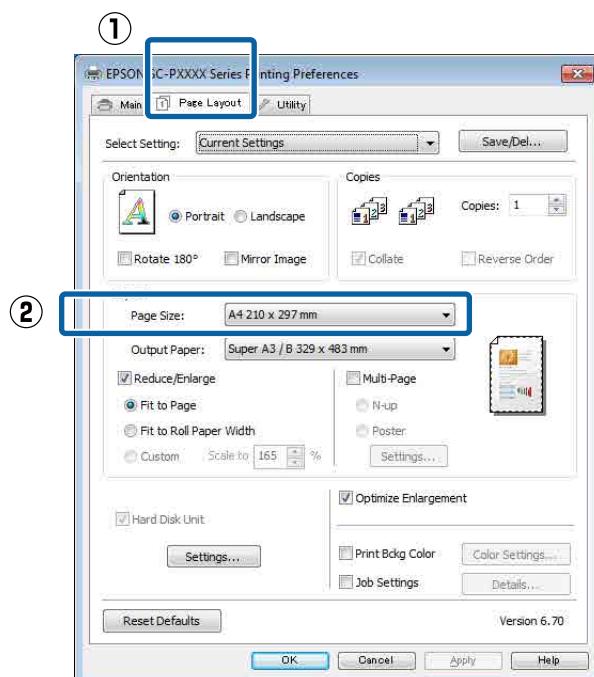 1
EPSON SC-PXXXX Series Printing Preferences
Main Page Layout Utility
Select Setting: Current Settings Save/Del...
Orientation Copies
Portrait Landscape Copies: 1
Rotate 180° Mirror Image Collate Reverse Order
2
Page Size: A4 210 x 297 mm
Output Paper: Super A3 / B 329 x 483 mm
Reduce/Enlarge Multi-Page
Fit to Page N-up
Fit to Roll Paper Width Poster
Custom Scale to 165 % Settings...
Optimize Enlargement
Hard Disk Unit
Settings... Print Bckg Color Color Settings...
Job Settings Details...
Reset Defaults Version 6.70
OK Cancel Apply Help